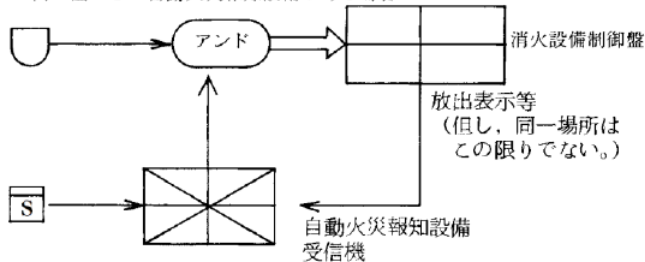 アンド
消火設備制御盤
放出表示等
（但し，同一場所は
この限りでない。）
S
自動火災報知設備
受信機